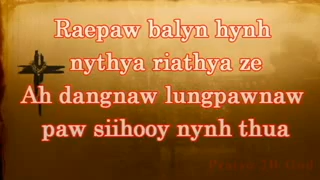 Raepaw balyn hynh
nythya riathya ze
Ah dangnaw lungpawnaw
paw siihooy nynh thua